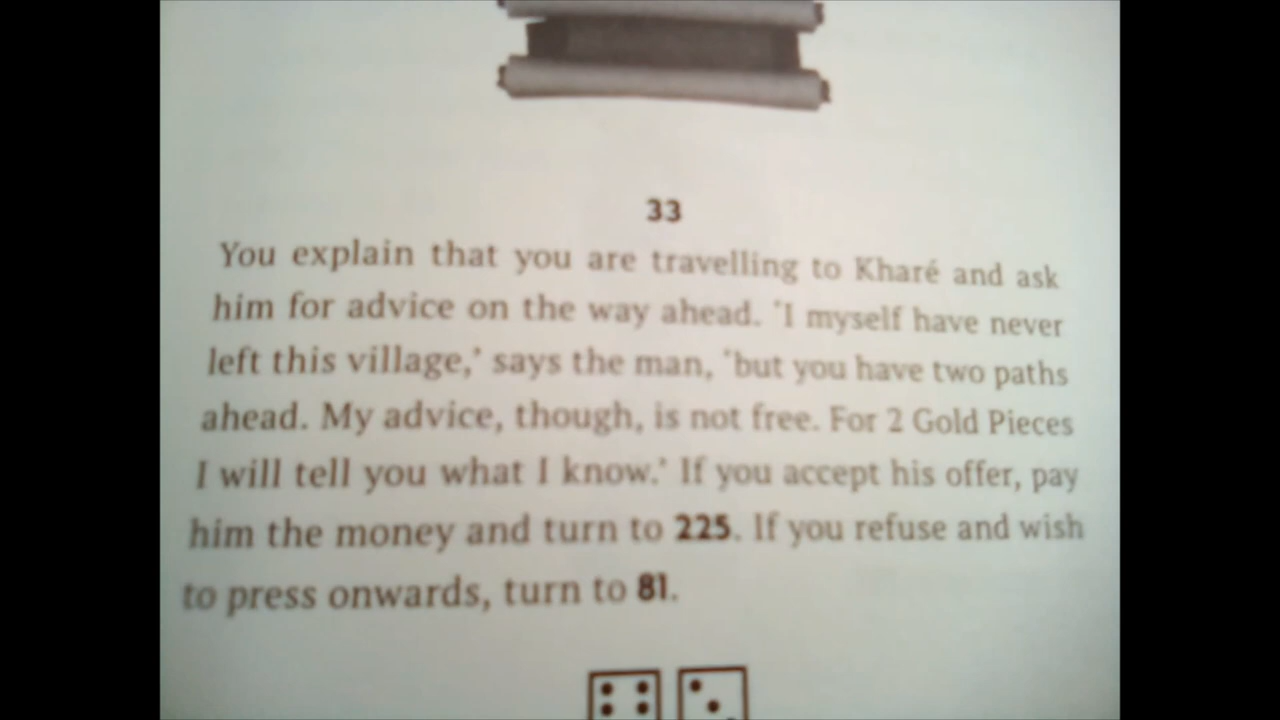 33
You explain that you are travelling to Kharé and ask
him for advice on the way ahead. 'I myself have never
left this village,' says the man, 'but you have two paths
ahead. My advice, though, is not free. For 2 Gold Pieces
I will tell you what I know.' If you accept his offer, pay
him the money and turn to 225. If you refuse and wish
to press onwards, turn to 81.